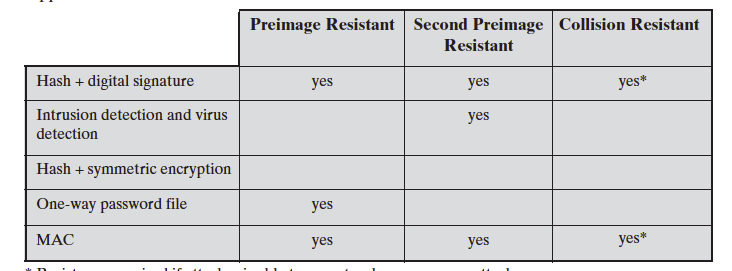 Preimage Resistant Second Preimage Collision Resistant
Resistant
Hash + digital signature yes yes yes*
Intrusion detection and virus yes
detection
Hash + symmetric encryption
One-way password file yes
MAC yes yes yes*